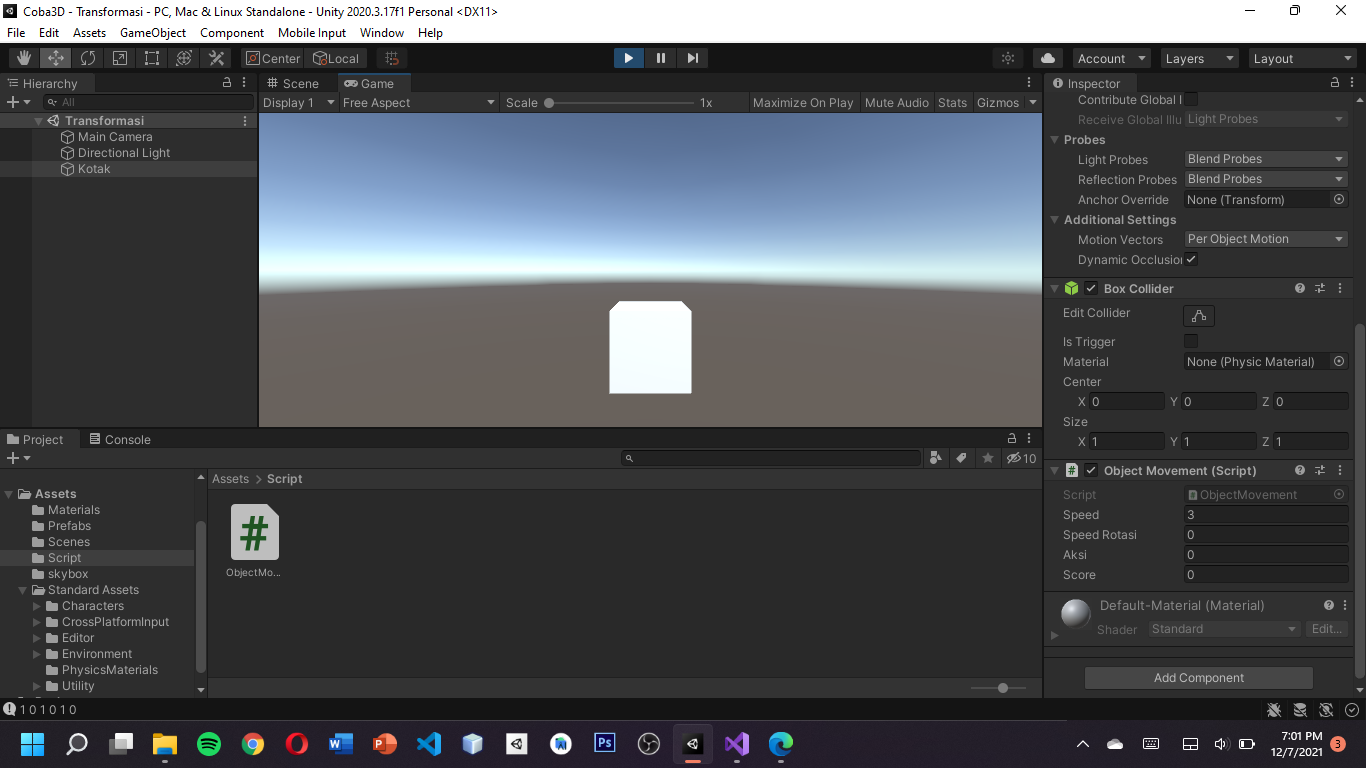 Coba3D - Transformasi - PC, Mac & Linux Standalone - Unity 2020.3.17f1 Personal <DX11>
File Edit Assets GameObject Component Mobile Input Window Help
Center Local Account Layers Layout
Hierarchy
All
Transformasi
Main Camera
Directional Light
Kotak
Scene Game
Display 1 Free Aspect Scale 1x Maximize On Play Mute Audio Stats Gizmos
Project Console
10
Assets
Materials
Prefabs
Scenes
Script
skybox
Standard Assets
Characters
CrossPlatformInput
Editor
Environment
PhysicsMaterials
Utility
Assets > Script
#
ObjectMo...
Inspector
Contribute Global I
Receive Global Illu Light Probes
Probes
Light Probes Blend Probes
Reflection Probes Blend Probes
Anchor Override None (Transform)
Additional Settings
Motion Vectors Per Object Motion
Dynamic Occlusion
Box Collider
Edit Collider
Is Trigger
Material None (Physic Material)
Center
X 0 Y 0 Z 0
Size
X 1 Y 1 Z 1
# Object Movement (Script)
Script ObjectMovement
Speed 3
Speed Rotasi 0
Aksi 0
Score 0
Default-Material (Material)
Shader Standard Edit...
Add Component
1 0 1 0 1 0
W P Ps
7:01 PM
12/7/2021
3